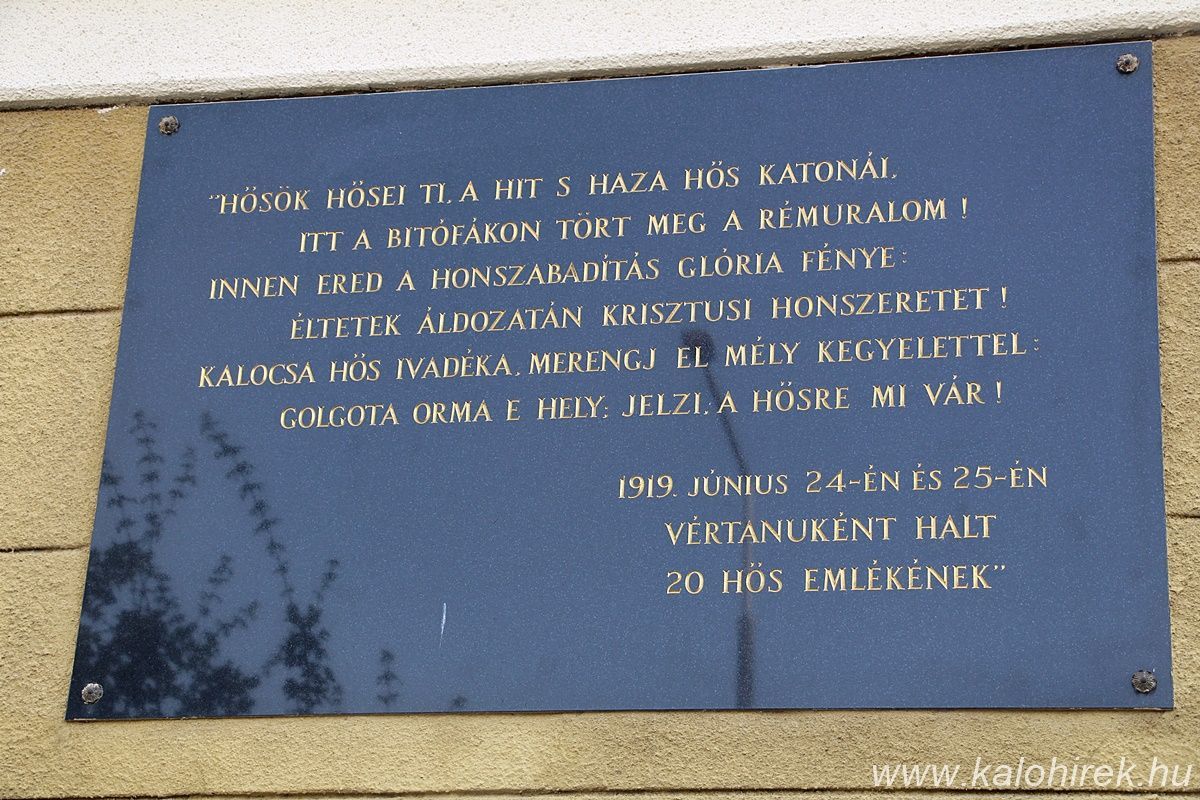 "HŐSÖK HŐSEI TI, A HIT S HAZA HŐS KATONÁI,
ITT A BITÓFÁKON TÖRT MEG A RÉMURALOM!
INNEN ERED A HONSZABADÍTÁS GLÓRIA FÉNYE:
ÉLTETEK ÁLDOZATÁN KRISZTUSI HONSZERETET!
KALOCSA HŐS IVADÉKA, MERENGJ EL MÉLY KEGYELETTEL:
GOLGOTA ORMA E HELY; JELZI, A HŐSRE MI VÁR!
1919. JÚNIUS 24-ÉN ÉS 25-ÉN
VÉRTANUKÉNT HALT
20 HŐS EMLÉKÉNEK"
www.kalohirek.hu